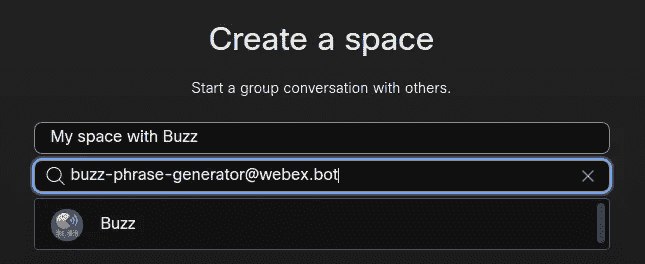 Create a space
Start a group conversation with others.
My space with Buzz
buzz-phrase-generator@webex.bot
Buzz